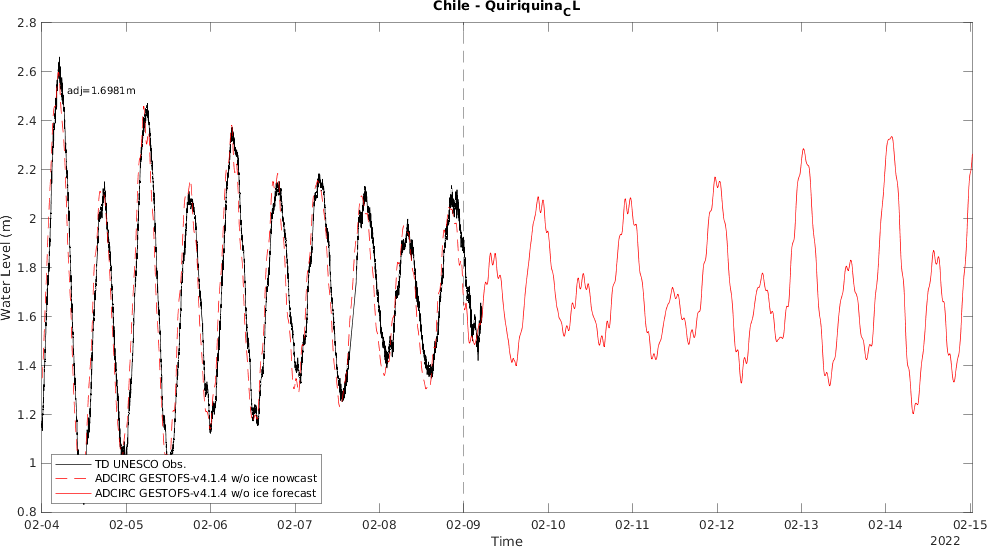 Chile - Quiriquina_CL
2.8
2.6
2.4
2.2
2
1.8
1.6
1.4
1.2
1
0.8
Water Level (m)
adj=1.6981m
TD UNESCO Obs.
ADCIRC GESTOFS-v4.1.4 w/o ice nowcast
ADCIRC GESTOFS-v4.1.4 w/o ice forecast
02-04 02-05 02-06 02-07 02-08 02-09 02-10 02-11 02-12 02-13 02-14 02-15
Time
2022